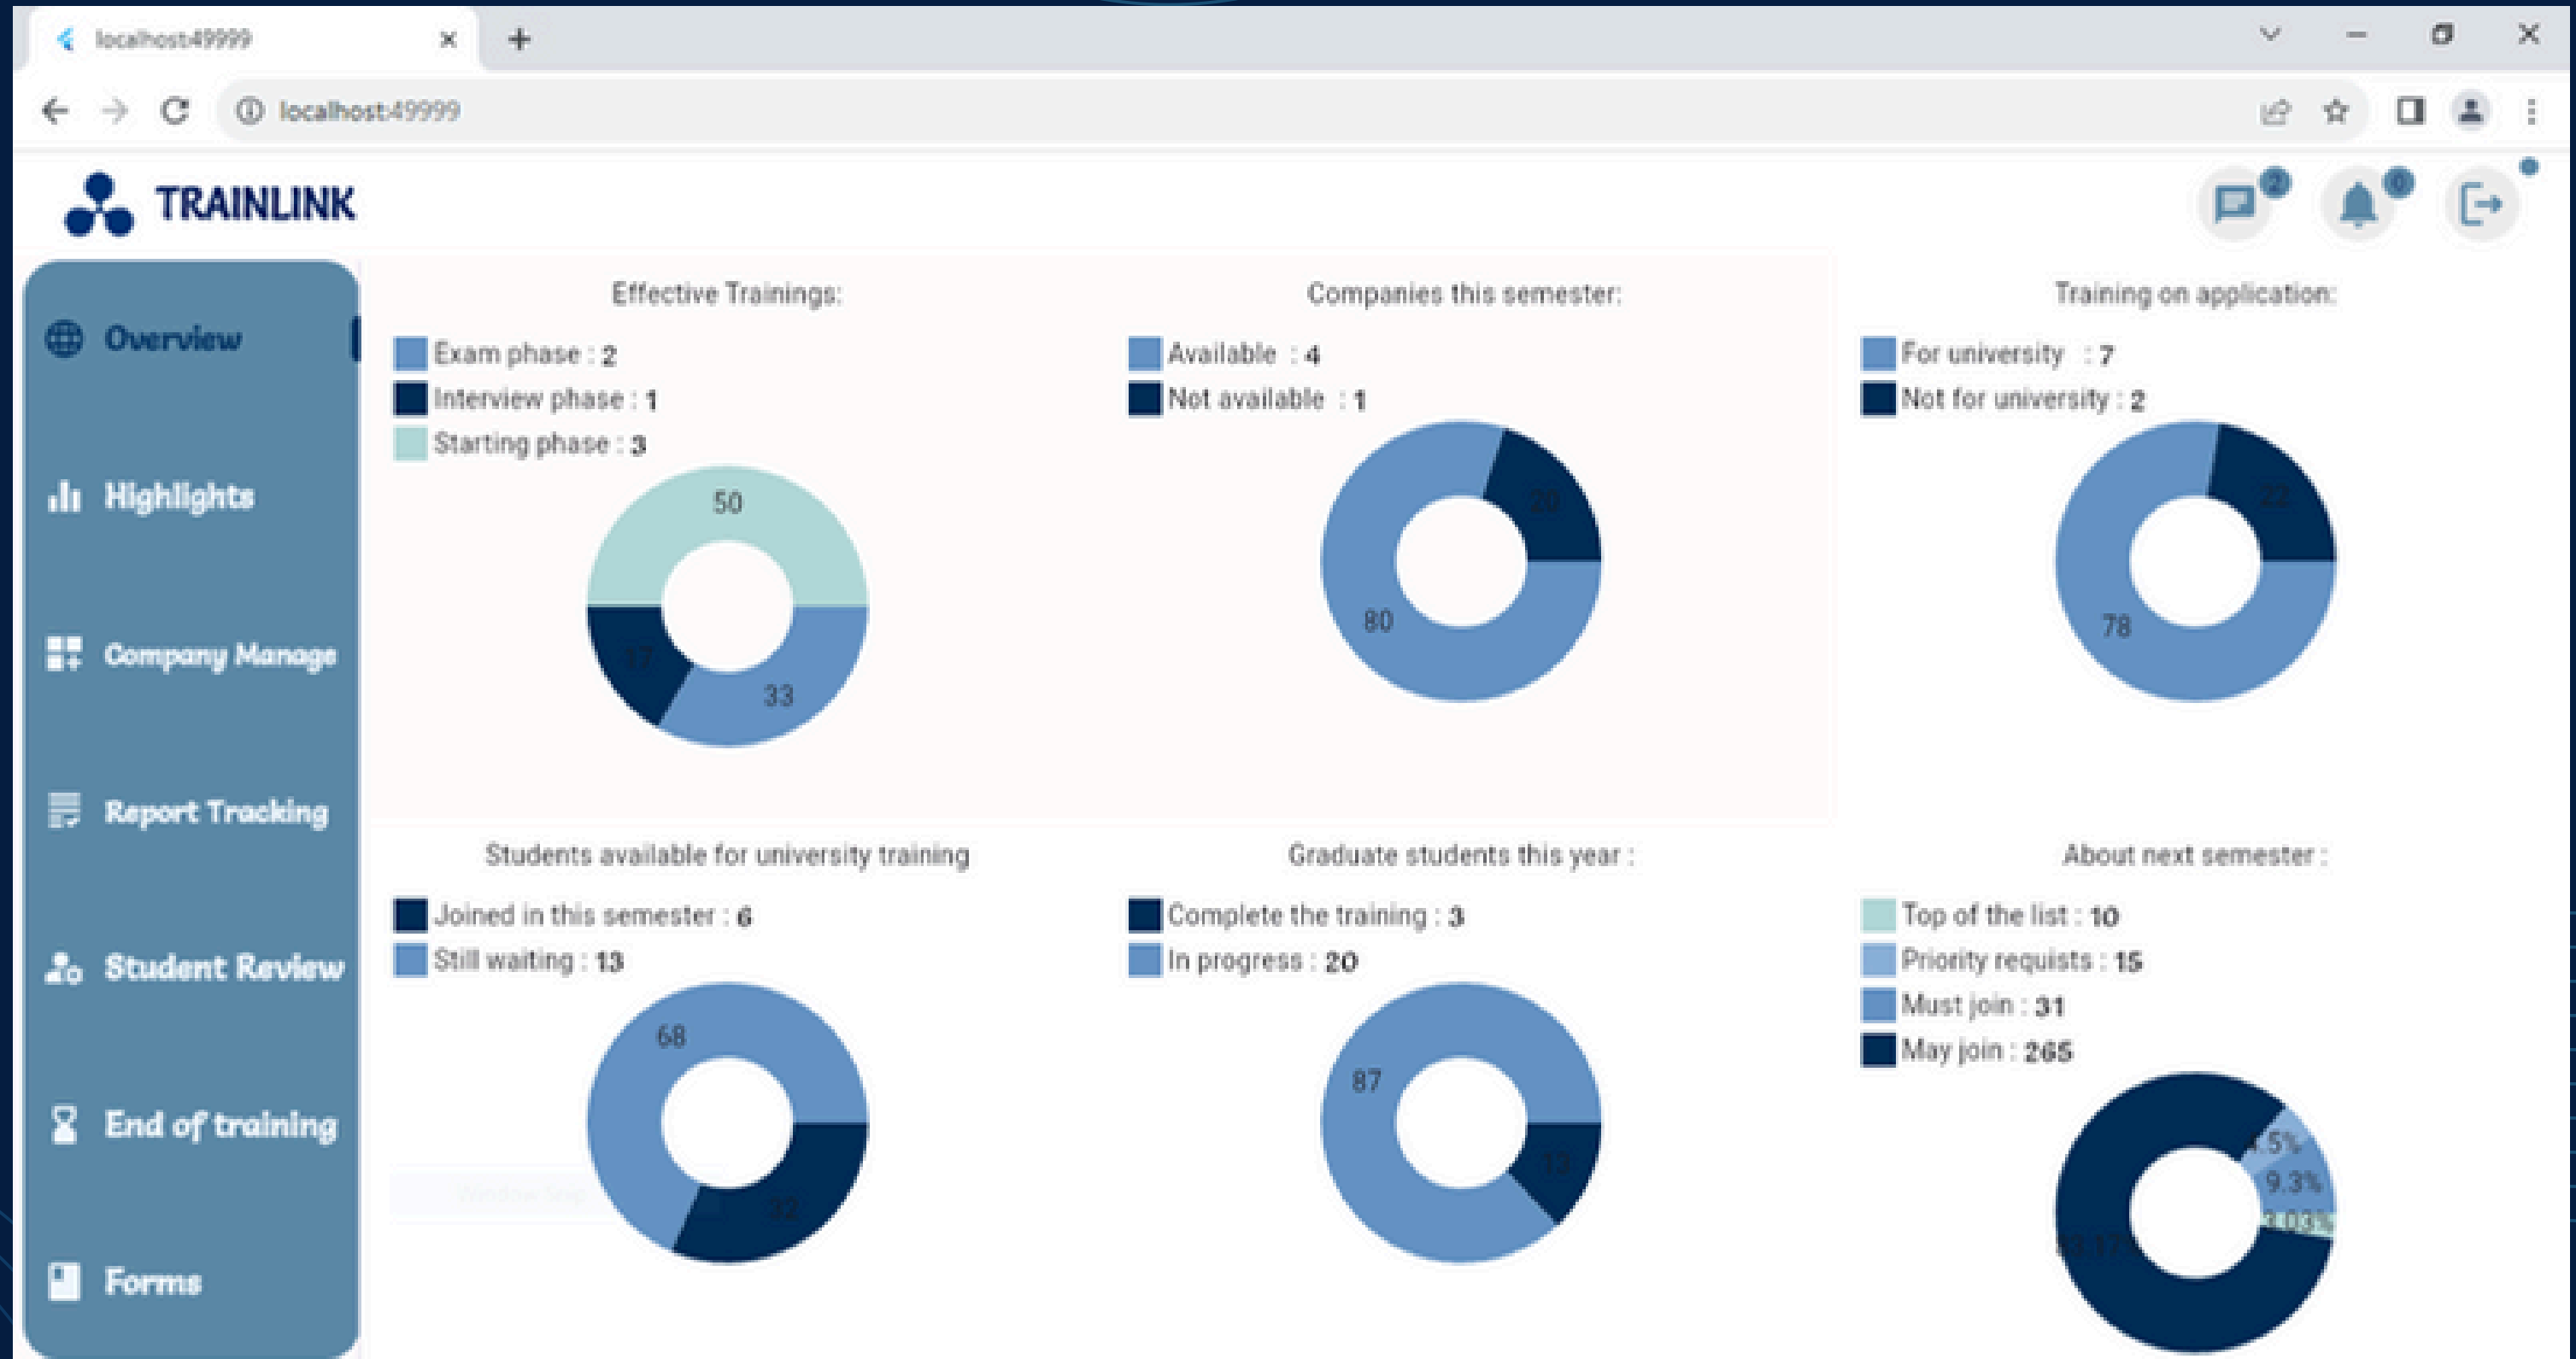 localhost:49999
localhost:49999
TRAINLINK
2
0
Overview
Highlights
Company Manage
Report Tracking
Student Review
End of training
Forms
Effective Trainings:
Exam phase : 2
Interview phase : 1
Starting phase : 3
50
17
33
Companies this semester:
Available : 4
Not available : 1
20
80
Training on application:
For university : 7
Not for university : 2
22
78
Students available for university training
Joined in this semester : 6
Still waiting : 13
68
32
Window Snip
Graduate students this year :
Complete the training : 3
In progress : 20
87
13
About next semester :
Top of the list : 10
Priority requists : 15
Must join : 31
May join : 265
9.3%